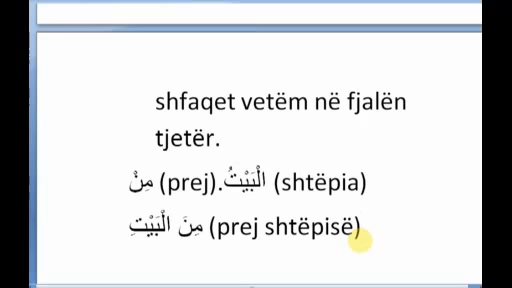 shfaqet vetëm në fjalën
tjetër.
مِنْ (prej).الْبَيْتُ (shtëpia)
مِنَ الْبَيْتِ (prej shtëpisë)